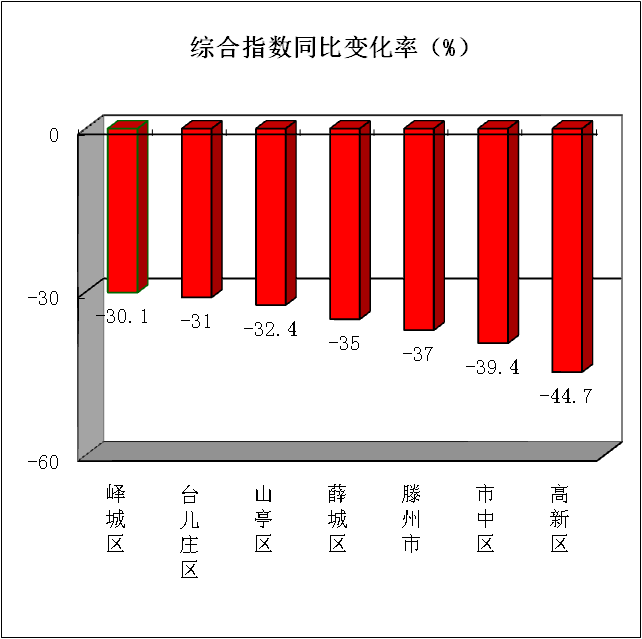 综合指数同比变化率（%）
0
-30
-60
-30.1
-31
-32.4
-35
-37
-39.4
-44.7
峄城区
台儿庄区
山亭区
薛城区
滕州市
市中区
高新区